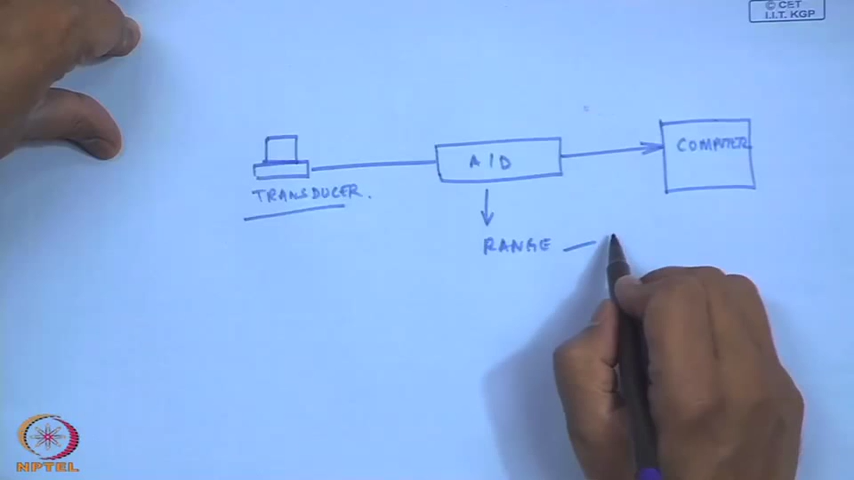 © CET
I.I.T. KGP
A/D
COMPUTER
TRANSDUCER.
RANGE —
NPTEL